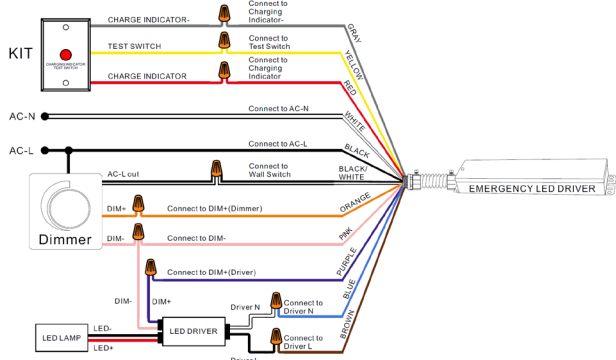 CHARGE INDICATOR-
Connect to
Charging
Indicator-
GRAY
KIT
TEST SWITCH
Connect to
Test Switch
YELLOW
CHARGING INDICATOR
TEST SWITCH
CHARGE INDICATOR
Connect to
Charging
Indicator
RED
AC-N
Connect to AC-N
WHITE
AC-L
Connect to AC-L
BLACK
AC-L out
Connect to
Wall Switch
BLACK/
WHITE
EMERGENCY LED DRIVER
DIM+
Connect to DIM+(Dimmer)
ORANGE
Dimmer
DIM-
Connect to DIM-
PNK
Connect to DIM+(Driver)
PURPLE
DIM-
DIM+
Driver N
Connect to
Driver N
BLUE
LED LAMP
LED-
LED+
LED DRIVER
Connect to
Driver L
BROWN